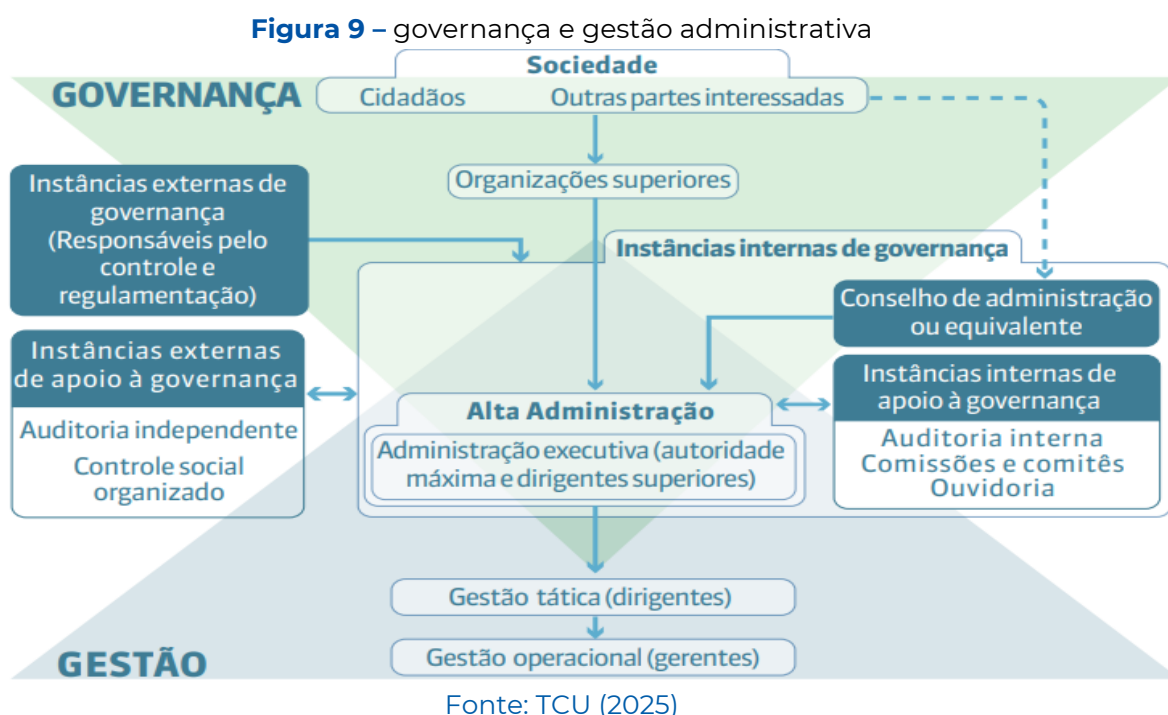 Figura 9 – governança e gestão administrativa
GOVERNANÇA
Sociedade
Cidadãos Outras partes interessadas
Organizações superiores
Instâncias externas de
governança
(Responsáveis pelo
controle e
regulamentação)
Instâncias internas de governança
Conselho de administração
ou equivalente
Instâncias externas
de apoio à governança
Auditoria independente
Controle social
organizado
Alta Administração
Administração executiva (autoridade
máxima e dirigentes superiores)
Instâncias internas de
apoio à governança
Auditoria interna
Comissões e comitês
Ouvidoria
Gestão tática (dirigentes)
Gestão operacional (gerentes)
GESTÃO
Fonte: TCU (2025)